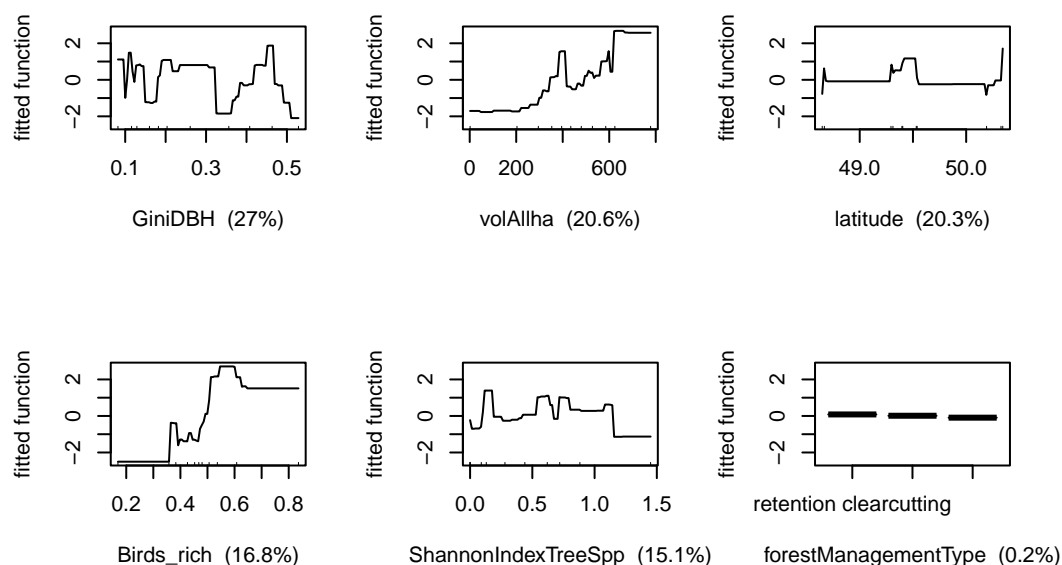 fitted function
2
0
−2
0.1 0.3 0.5
GiniDBH (27%)
fitted function
2
0
−2
0 200 600
volAllha (20.6%)
fitted function
2
0
−2
49.0 50.0
latitude (20.3%)
fitted function
2
0
−2
0.2 0.4 0.6 0.8
Birds_rich (16.8%)
fitted function
2
0
−2
0.0 0.5 1.0 1.5
ShannonIndexTreeSpp (15.1%)
fitted function
2
0
−2
retention clearcutting
forestManagementType (0.2%)